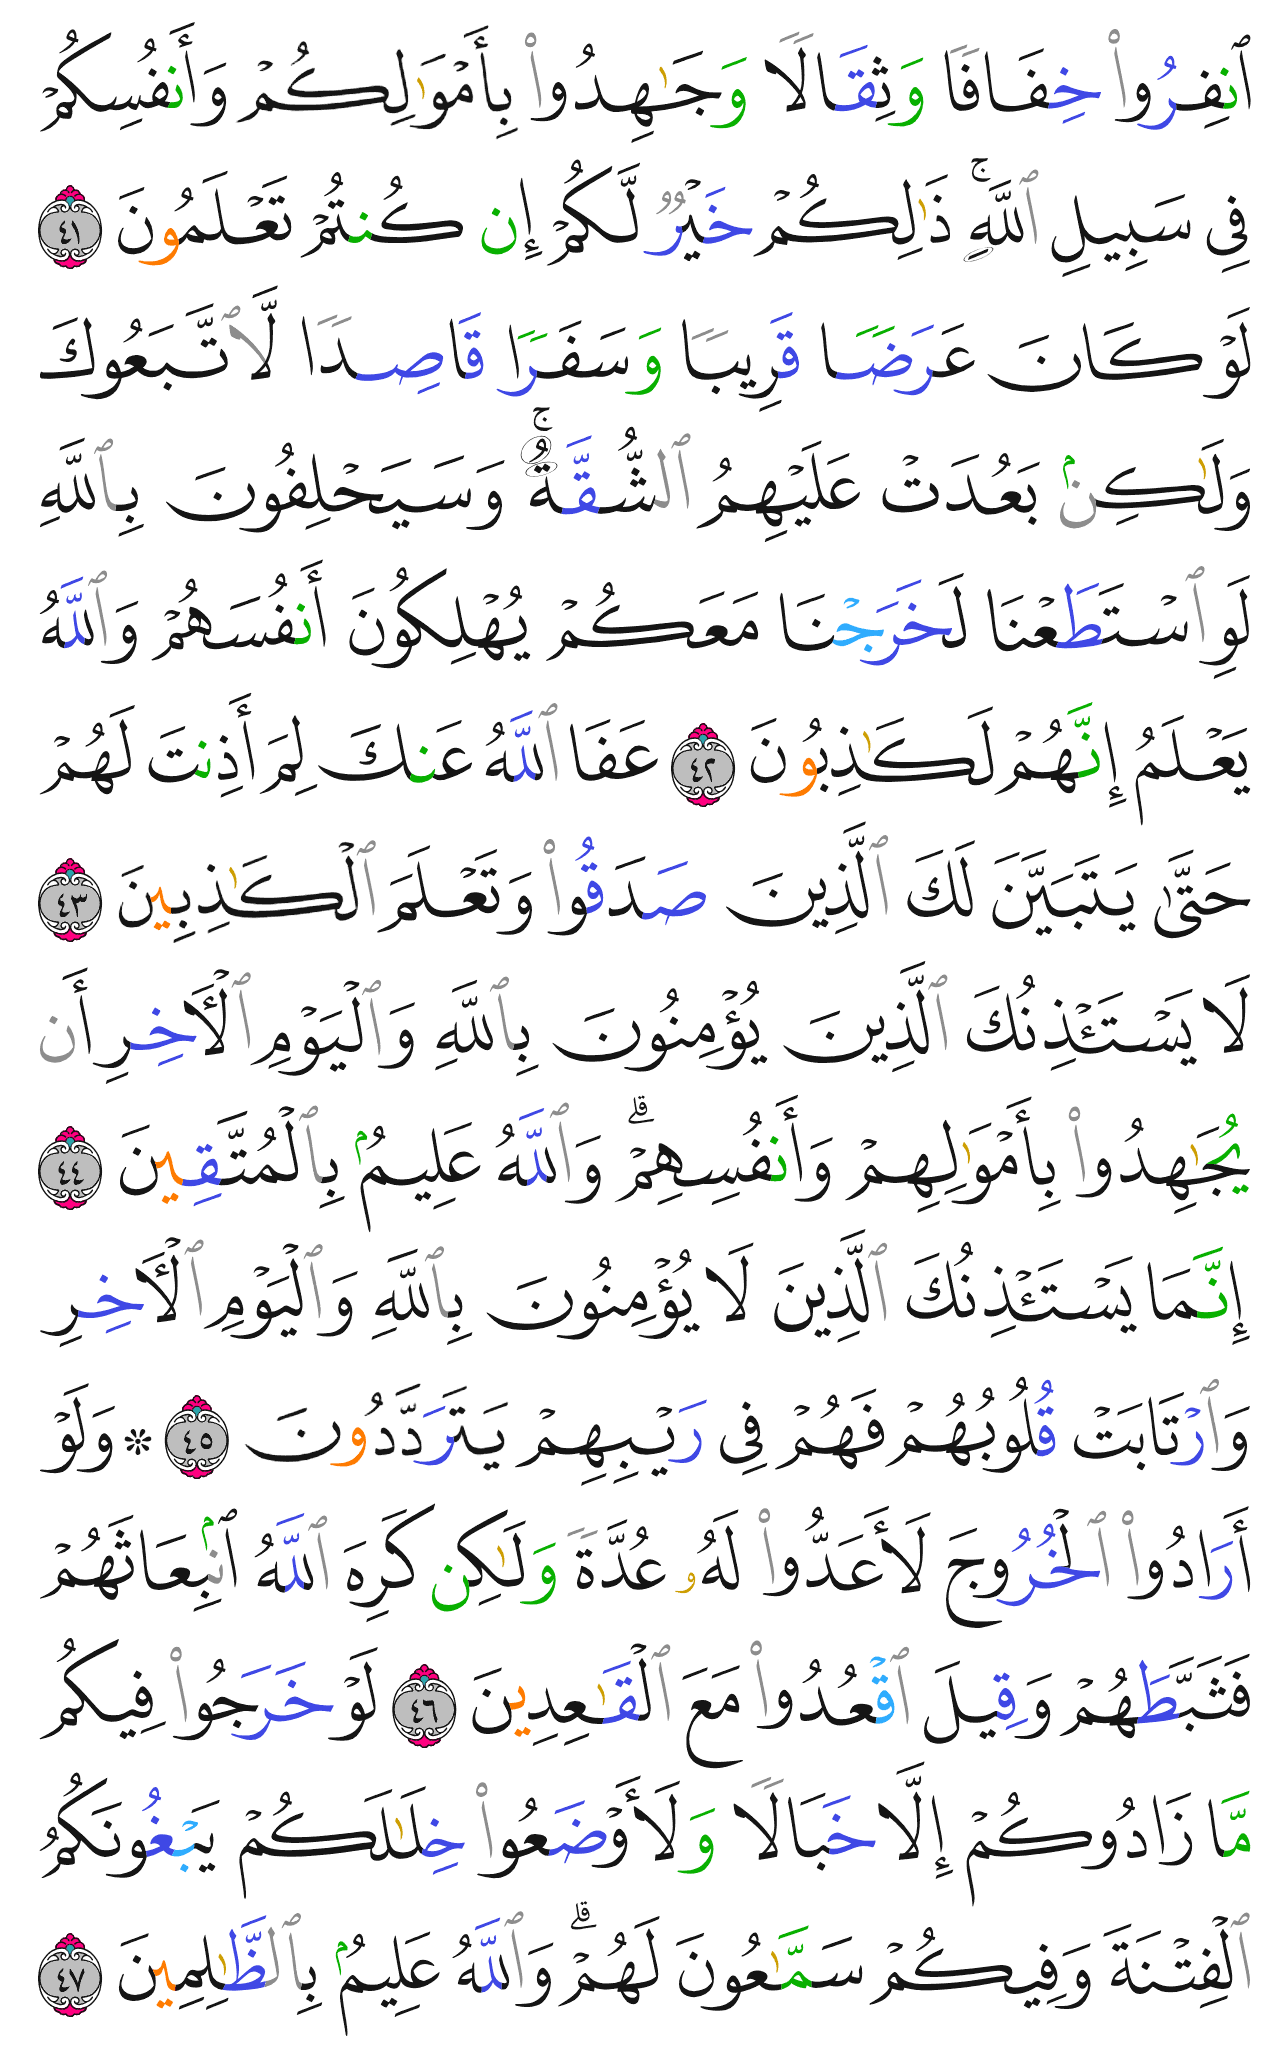 ٱنفِرُوا۟ خِفَافًا وَثِقَالًا وَجَـٰهِدُوا۟ بِأَمْوَٰلِكُمْ وَأَنفُسِكُمْ
فِى سَبِيلِ ٱللَّهِ ۚ ذَٰلِكُمْ خَيْرٌ لَّكُمْ إِن كُنتُمْ تَعْلَمُونَ ٤١
لَوْ كَانَ عَرَضًا قَرِيبًا وَسَفَرًا قَاصِدًا لَّٱتَّبَعُوكَ
وَلَـٰكِنۢ بَعُدَتْ عَلَيْهِمُ ٱلشُّقَّةُ ۚ وَسَيَحْلِفُونَ بِٱللَّهِ
لَوِ ٱسْتَطَعْنَا لَخَرَجْنَا مَعَكُمْ يُهْلِكُونَ أَنفُسَهُمْ وَٱللَّهُ
يَعْلَمُ إِنَّهُمْ لَكَـٰذِبُونَ ٤٢ عَفَا ٱللَّهُ عَنكَ لِمَ أَذِنتَ لَهُمْ
حَتَّىٰ يَتَبَيَّنَ لَكَ ٱلَّذِينَ صَدَقُوا۟ وَتَعْلَمَ ٱلْكَـٰذِبِينَ ٤٣
لَا يَسْتَـْٔذِنُكَ ٱلَّذِينَ يُؤْمِنُونَ بِٱللَّهِ وَٱلْيَوْمِ ٱلْـَٔاخِرِ أَن
يُجَـٰهِدُوا۟ بِأَمْوَٰلِهِمْ وَأَنفُسِهِمْ ۗ وَٱللَّهُ عَلِيمٌۢ بِٱلْمُتَّقِينَ ٤٤
إِنَّمَا يَسْتَـْٔذِنُكَ ٱلَّذِينَ لَا يُؤْمِنُونَ بِٱللَّهِ وَٱلْيَوْمِ ٱلْـَٔاخِرِ
وَٱرْتَابَتْ قُلُوبُهُمْ فَهُمْ فِى رَيْبِهِمْ يَتَرَدَّدُونَ ٤٥ ۞ وَلَوْ
أَرَادُوا۟ ٱلْخُرُوجَ لَأَعَدُّوا۟ لَهُۥ عُدَّةً وَلَـٰكِن كَرِهَ ٱللَّهُ ٱنۢبِعَاثَهُمْ
فَثَبَّطَهُمْ وَقِيلَ ٱقْعُدُوا۟ مَعَ ٱلْقَـٰعِدِينَ ٤٦ لَوْ خَرَجُوا۟ فِيكُم
مَّا زَادُوكُمْ إِلَّا خَبَالًا وَلَأَوْضَعُوا۟ خِلَـٰلَكُمْ يَبْغُونَكُمُ
ٱلْفِتْنَةَ وَفِيكُمْ سَمَّـٰعُونَ لَهُمْ ۗ وَٱللَّهُ عَلِيمٌۢ بِٱلظَّـٰلِمِينَ ٤٧